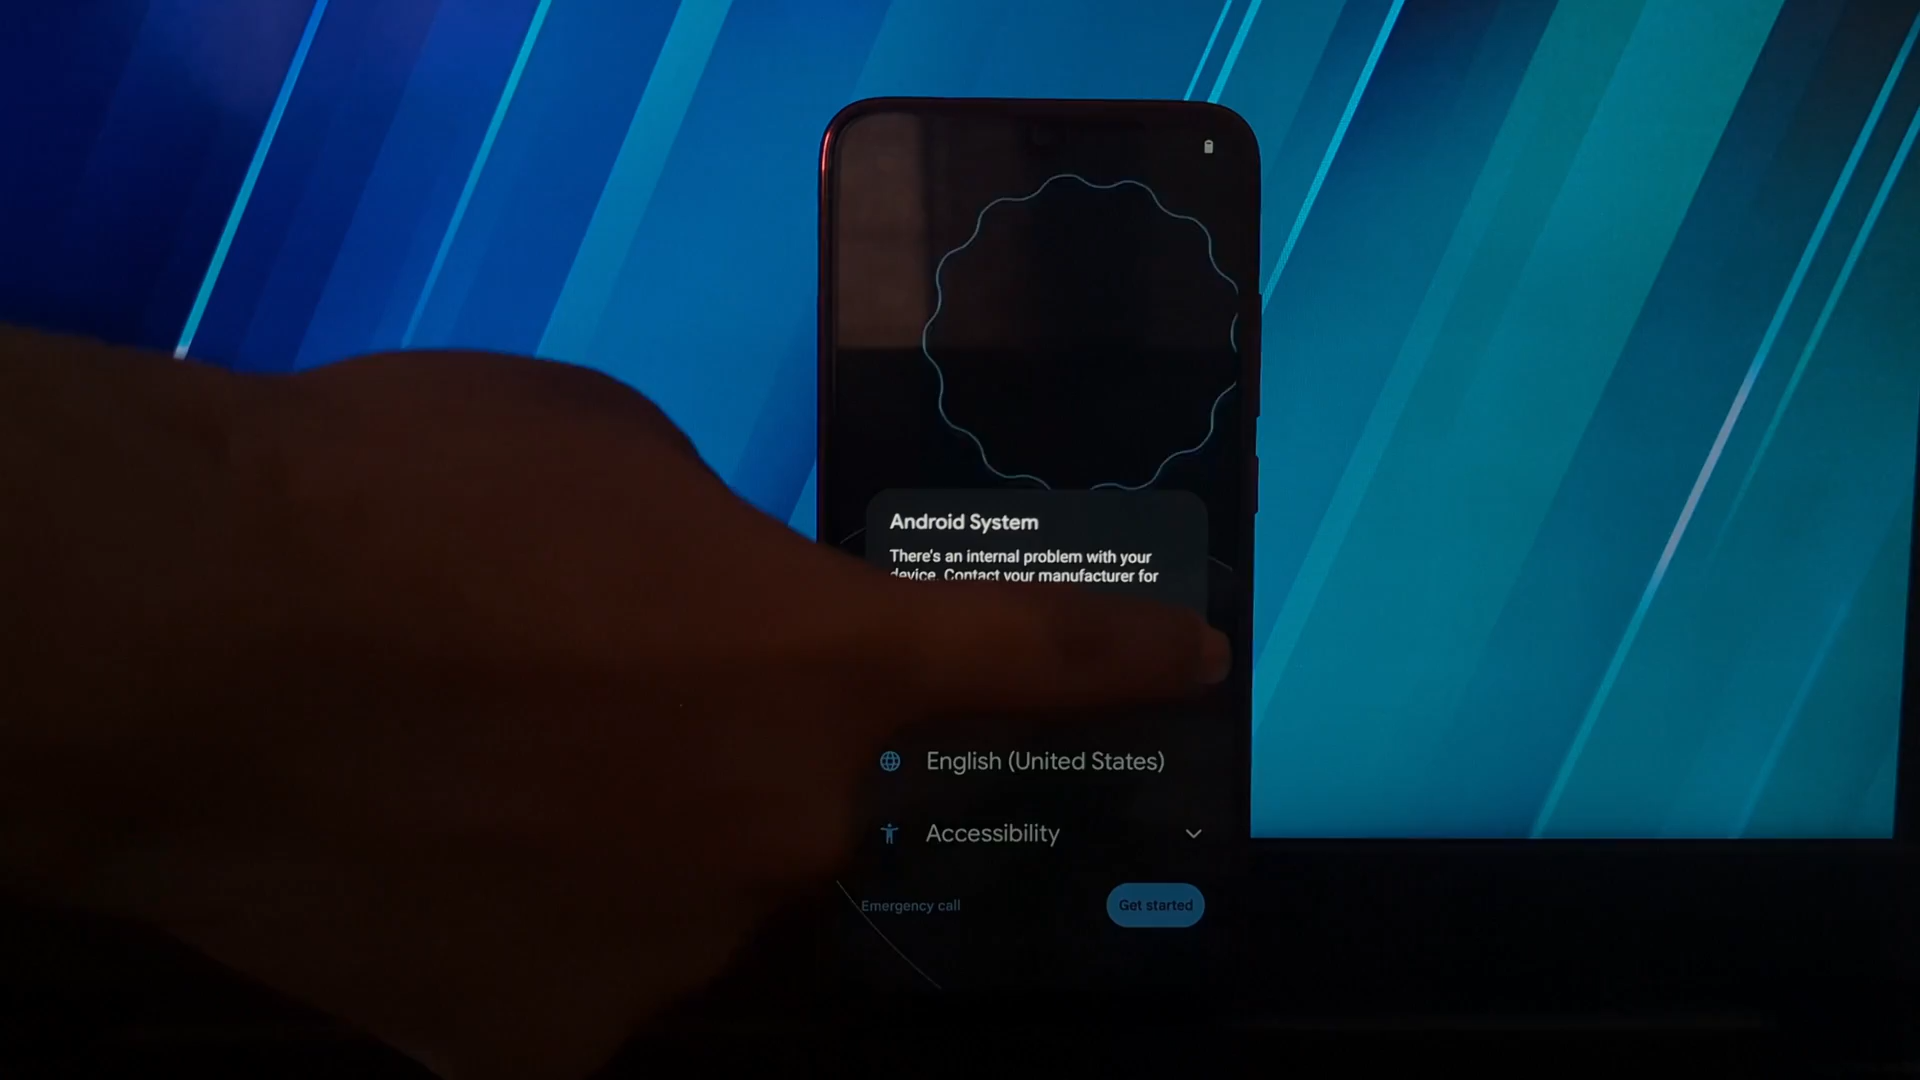 Android System
There's an internal problem with your
device. Contact your manufacturer for
English (United States)
Accessibility
Emergency call
Get started